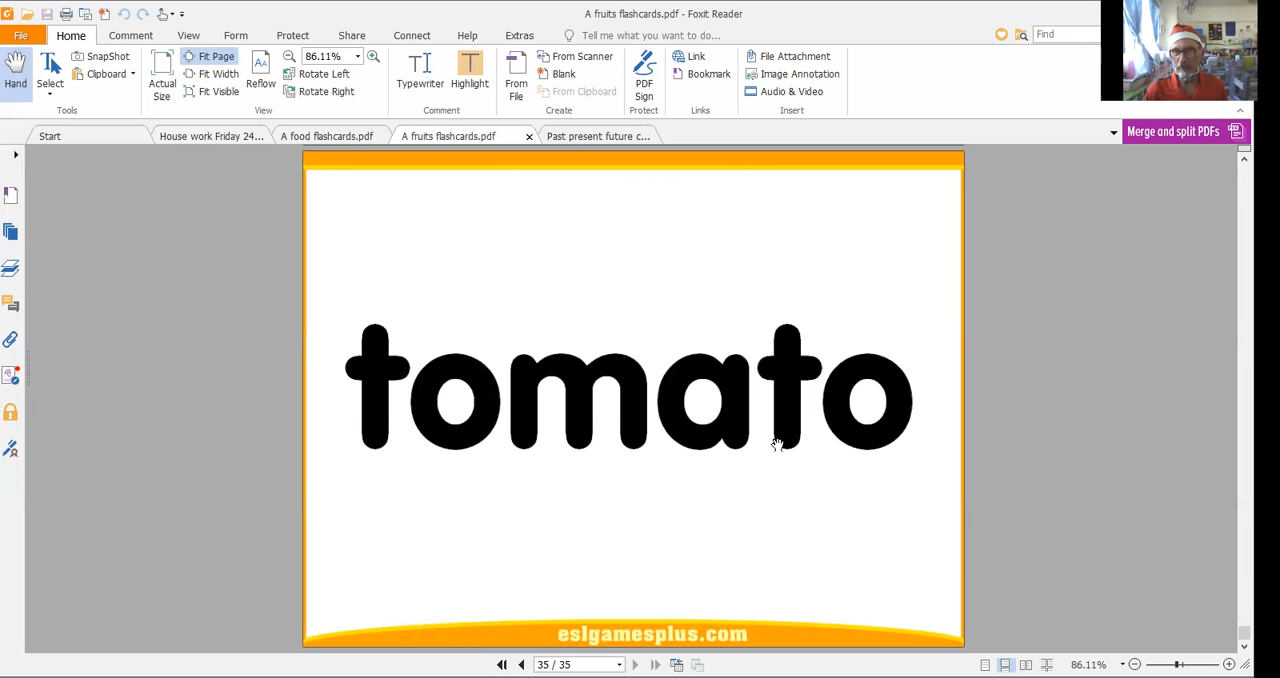 A fruits flashcards.pdf - Foxit Reader
File Home Comment View Form Protect Share Connect Help Extras Tell me what you want to do... Find
Hand
Select
SnapShot
Clipboard
Tools
Actual Size
Fit Page
Fit Width
Fit Visible
Reflow
86.11%
Rotate Left
Rotate Right
View
Typewriter
Highlight
Comment
From File
From Scanner
Blank
From Clipboard
Create
PDF Sign
Protect
Link
Bookmark
Links
File Attachment
Image Annotation
Audio & Video
Insert
Start House work Friday 24... A food flashcards.pdf A fruits flashcards.pdf Past present future c... Merge and split PDFs
tomato
eslgamesplus.com
35 / 35 86.11%